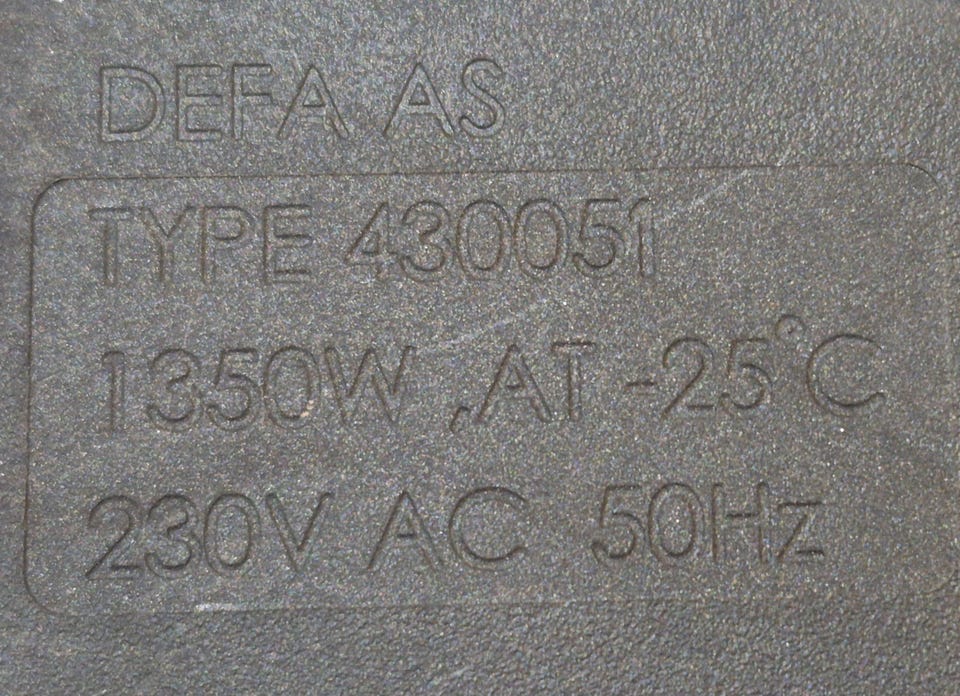 DEFA AS
TYPE 430051
1350W ,AT -25°C
230V AC 50Hz